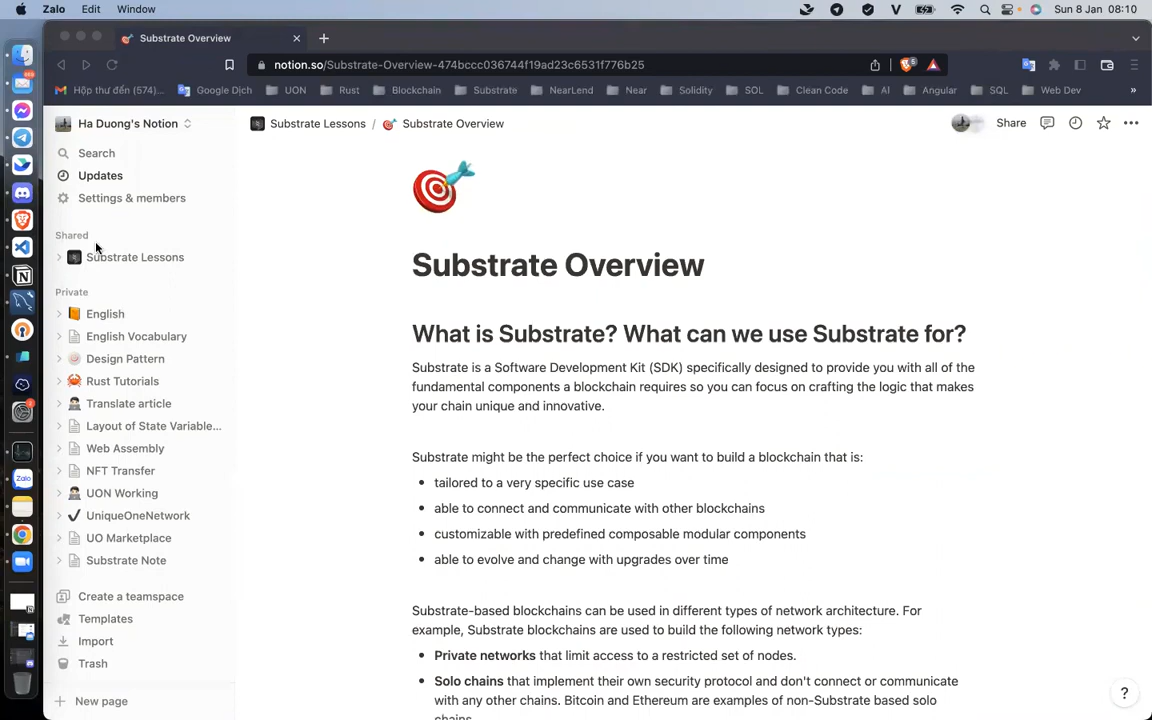 Zalo Edit Window Sun 8 Jan 08:10
Substrate Overview
notion.so/Substrate-Overview-474bccc036744f19ad23c6531f776b25
Hộp thư đến (574)... Google Dịch UON Rust Blockchain Substrate NearLend Near Solidity SOL Clean Code AI Angular SQL Web Dev »
Ha Duong's Notion
Substrate Lessons / Substrate Overview
Share
Search
Updates
Settings & members
Shared
Substrate Lessons
Private
English
English Vocabulary
Design Pattern
Rust Tutorials
Translate article
Layout of State Variable...
Web Assembly
NFT Transfer
UON Working
UniqueOneNetwork
UO Marketplace
Substrate Note
Create a teamspace
Templates
Import
Trash
New page
Substrate Overview
What is Substrate? What can we use Substrate for?
Substrate is a Software Development Kit (SDK) specifically designed to provide you with all of the
fundamental components a blockchain requires so you can focus on crafting the logic that makes
your chain unique and innovative.
Substrate might be the perfect choice if you want to build a blockchain that is:
• tailored to a very specific use case
• able to connect and communicate with other blockchains
• customizable with predefined composable modular components
• able to evolve and change with upgrades over time
Substrate-based blockchains can be used in different types of network architecture. For
example, Substrate blockchains are used to build the following network types:
• Private networks that limit access to a restricted set of nodes.
• Solo chains that implement their own security protocol and don't connect or communicate
with any other chains. Bitcoin and Ethereum are examples of non-Substrate based solo
chains.
?